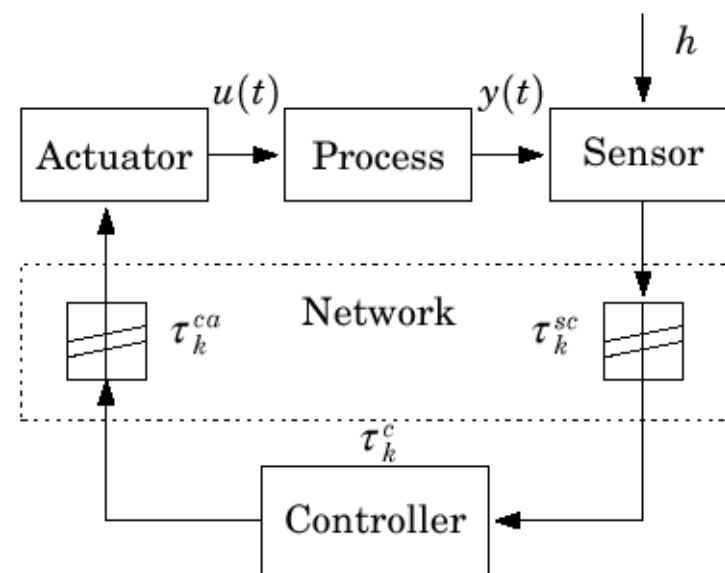 h
u(t)
y(t)
Actuator
Process
Sensor
Network
τ_k^{ca}
τ_k^{sc}
τ_k^{c}
Controller